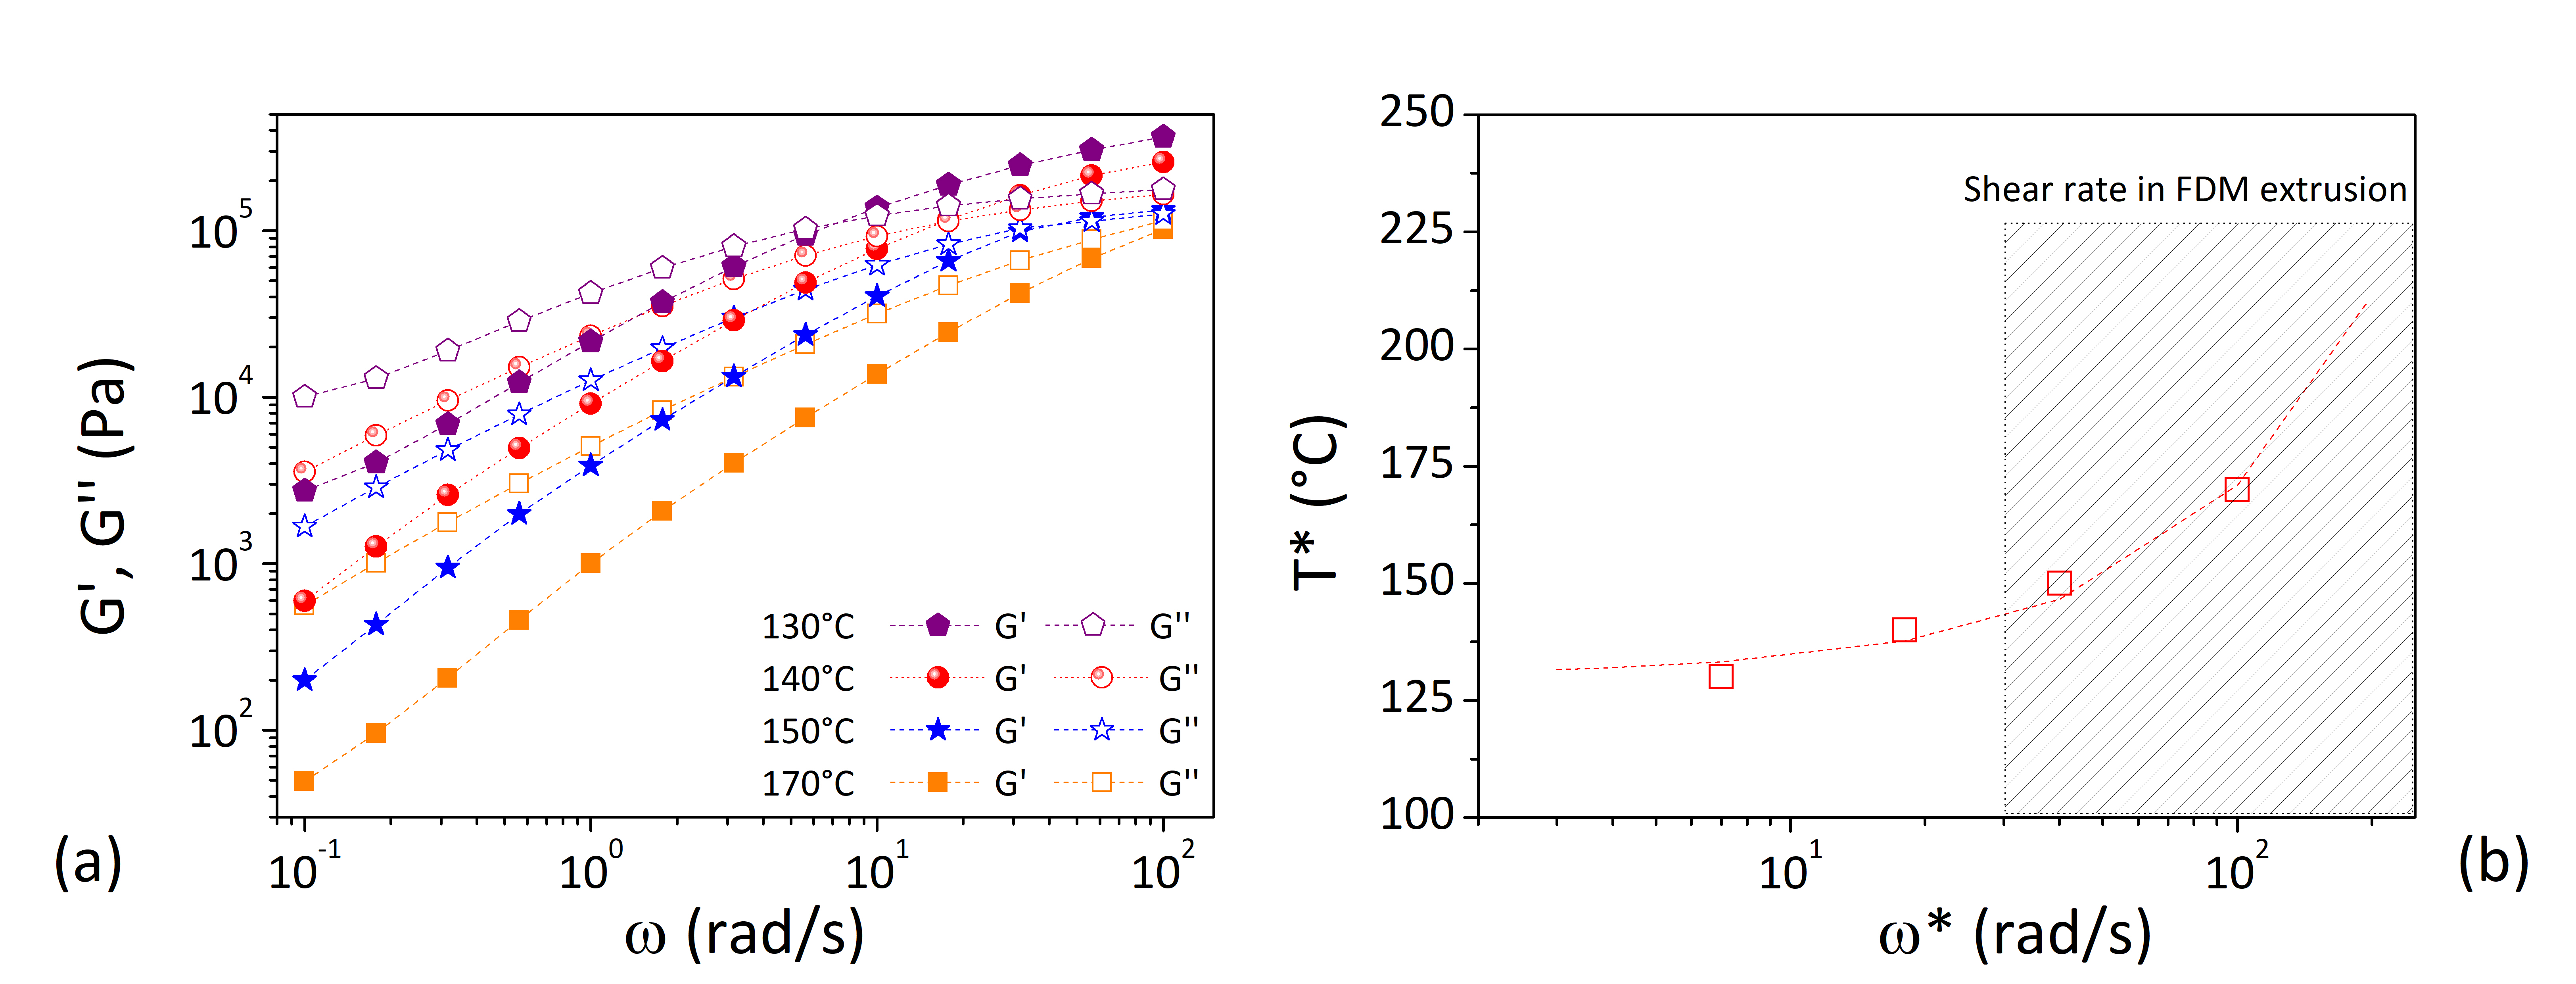 G', G'' (Pa)
10^5
10^4
10^3
10^2
130°C G' G''
140°C G' G''
150°C G' G''
170°C G' G''
10^-1 10^0 10^1 10^2
ω (rad/s)
(a)
T* (°C)
250
225
200
175
150
125
100
Shear rate in FDM extrusion
10^1 10^2
ω* (rad/s)
(b)